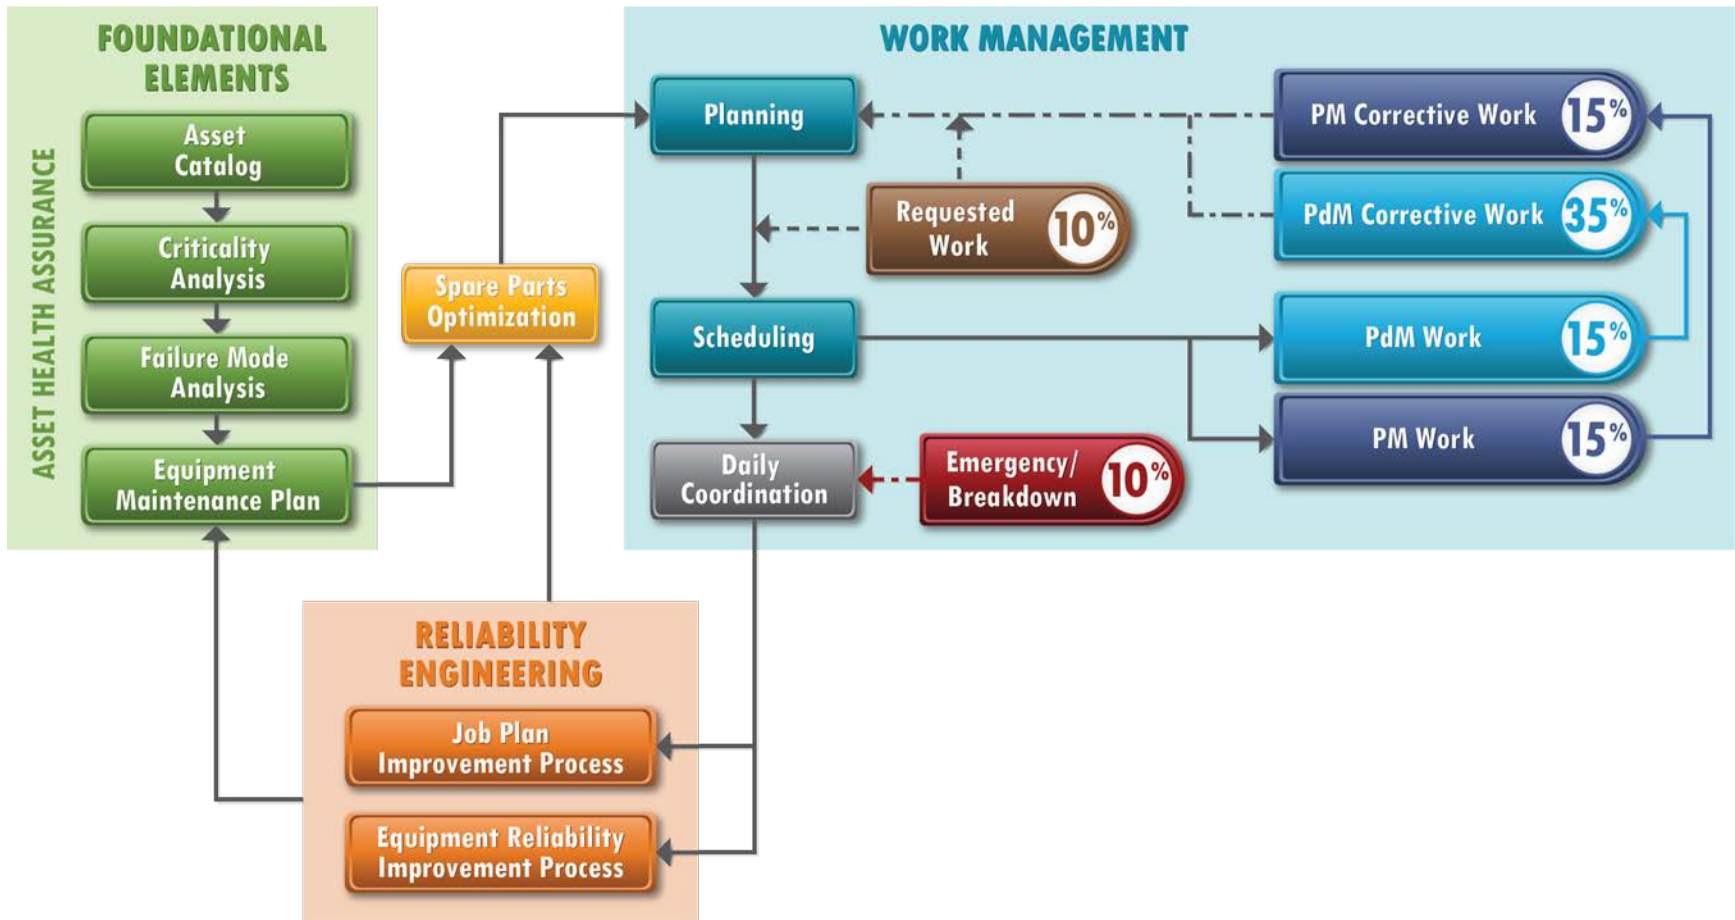 FOUNDATIONAL
ELEMENTS
ASSET HEALTH ASSURANCE
Asset
Catalog
Criticality
Analysis
Failure Mode
Analysis
Equipment
Maintenance Plan
Spare Parts
Optimization
WORK MANAGEMENT
Planning
Requested
Work
10%
Scheduling
Daily
Coordination
Emergency/
Breakdown
10%
PM Corrective Work
15%
PdM Corrective Work
35%
PdM Work
15%
PM Work
15%
RELIABILITY
ENGINEERING
Job Plan
Improvement Process
Equipment Reliability
Improvement Process